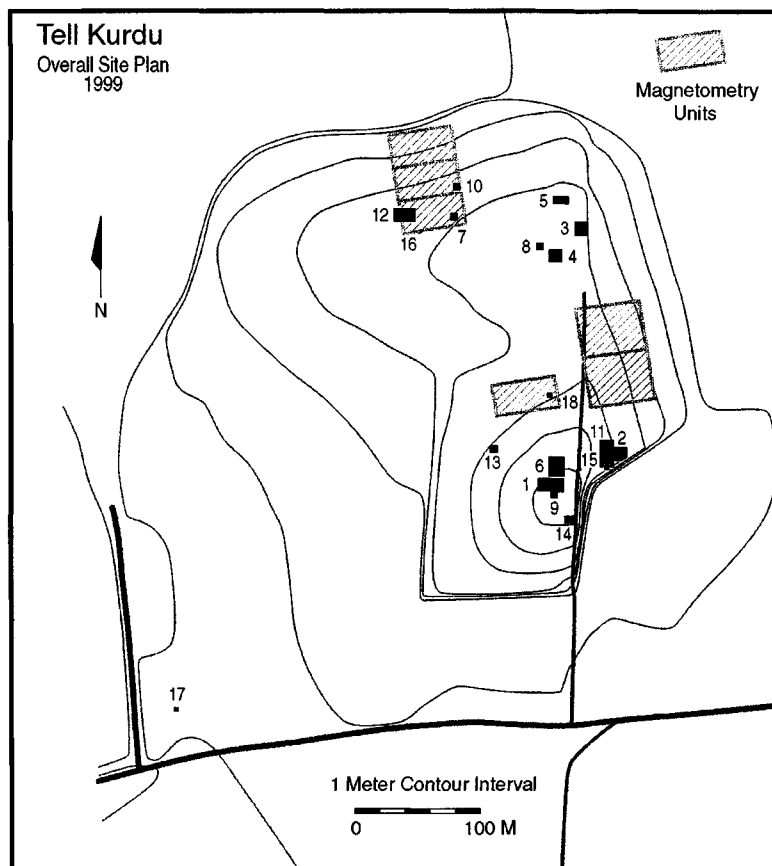 Tell Kurdu
Overall Site Plan
1999
Magnetometry
Units
10
5
12
16
7
3
8
4
N
18
13
11
2
6
15
1
9
14
17
1 Meter Contour Interval
0 100 M